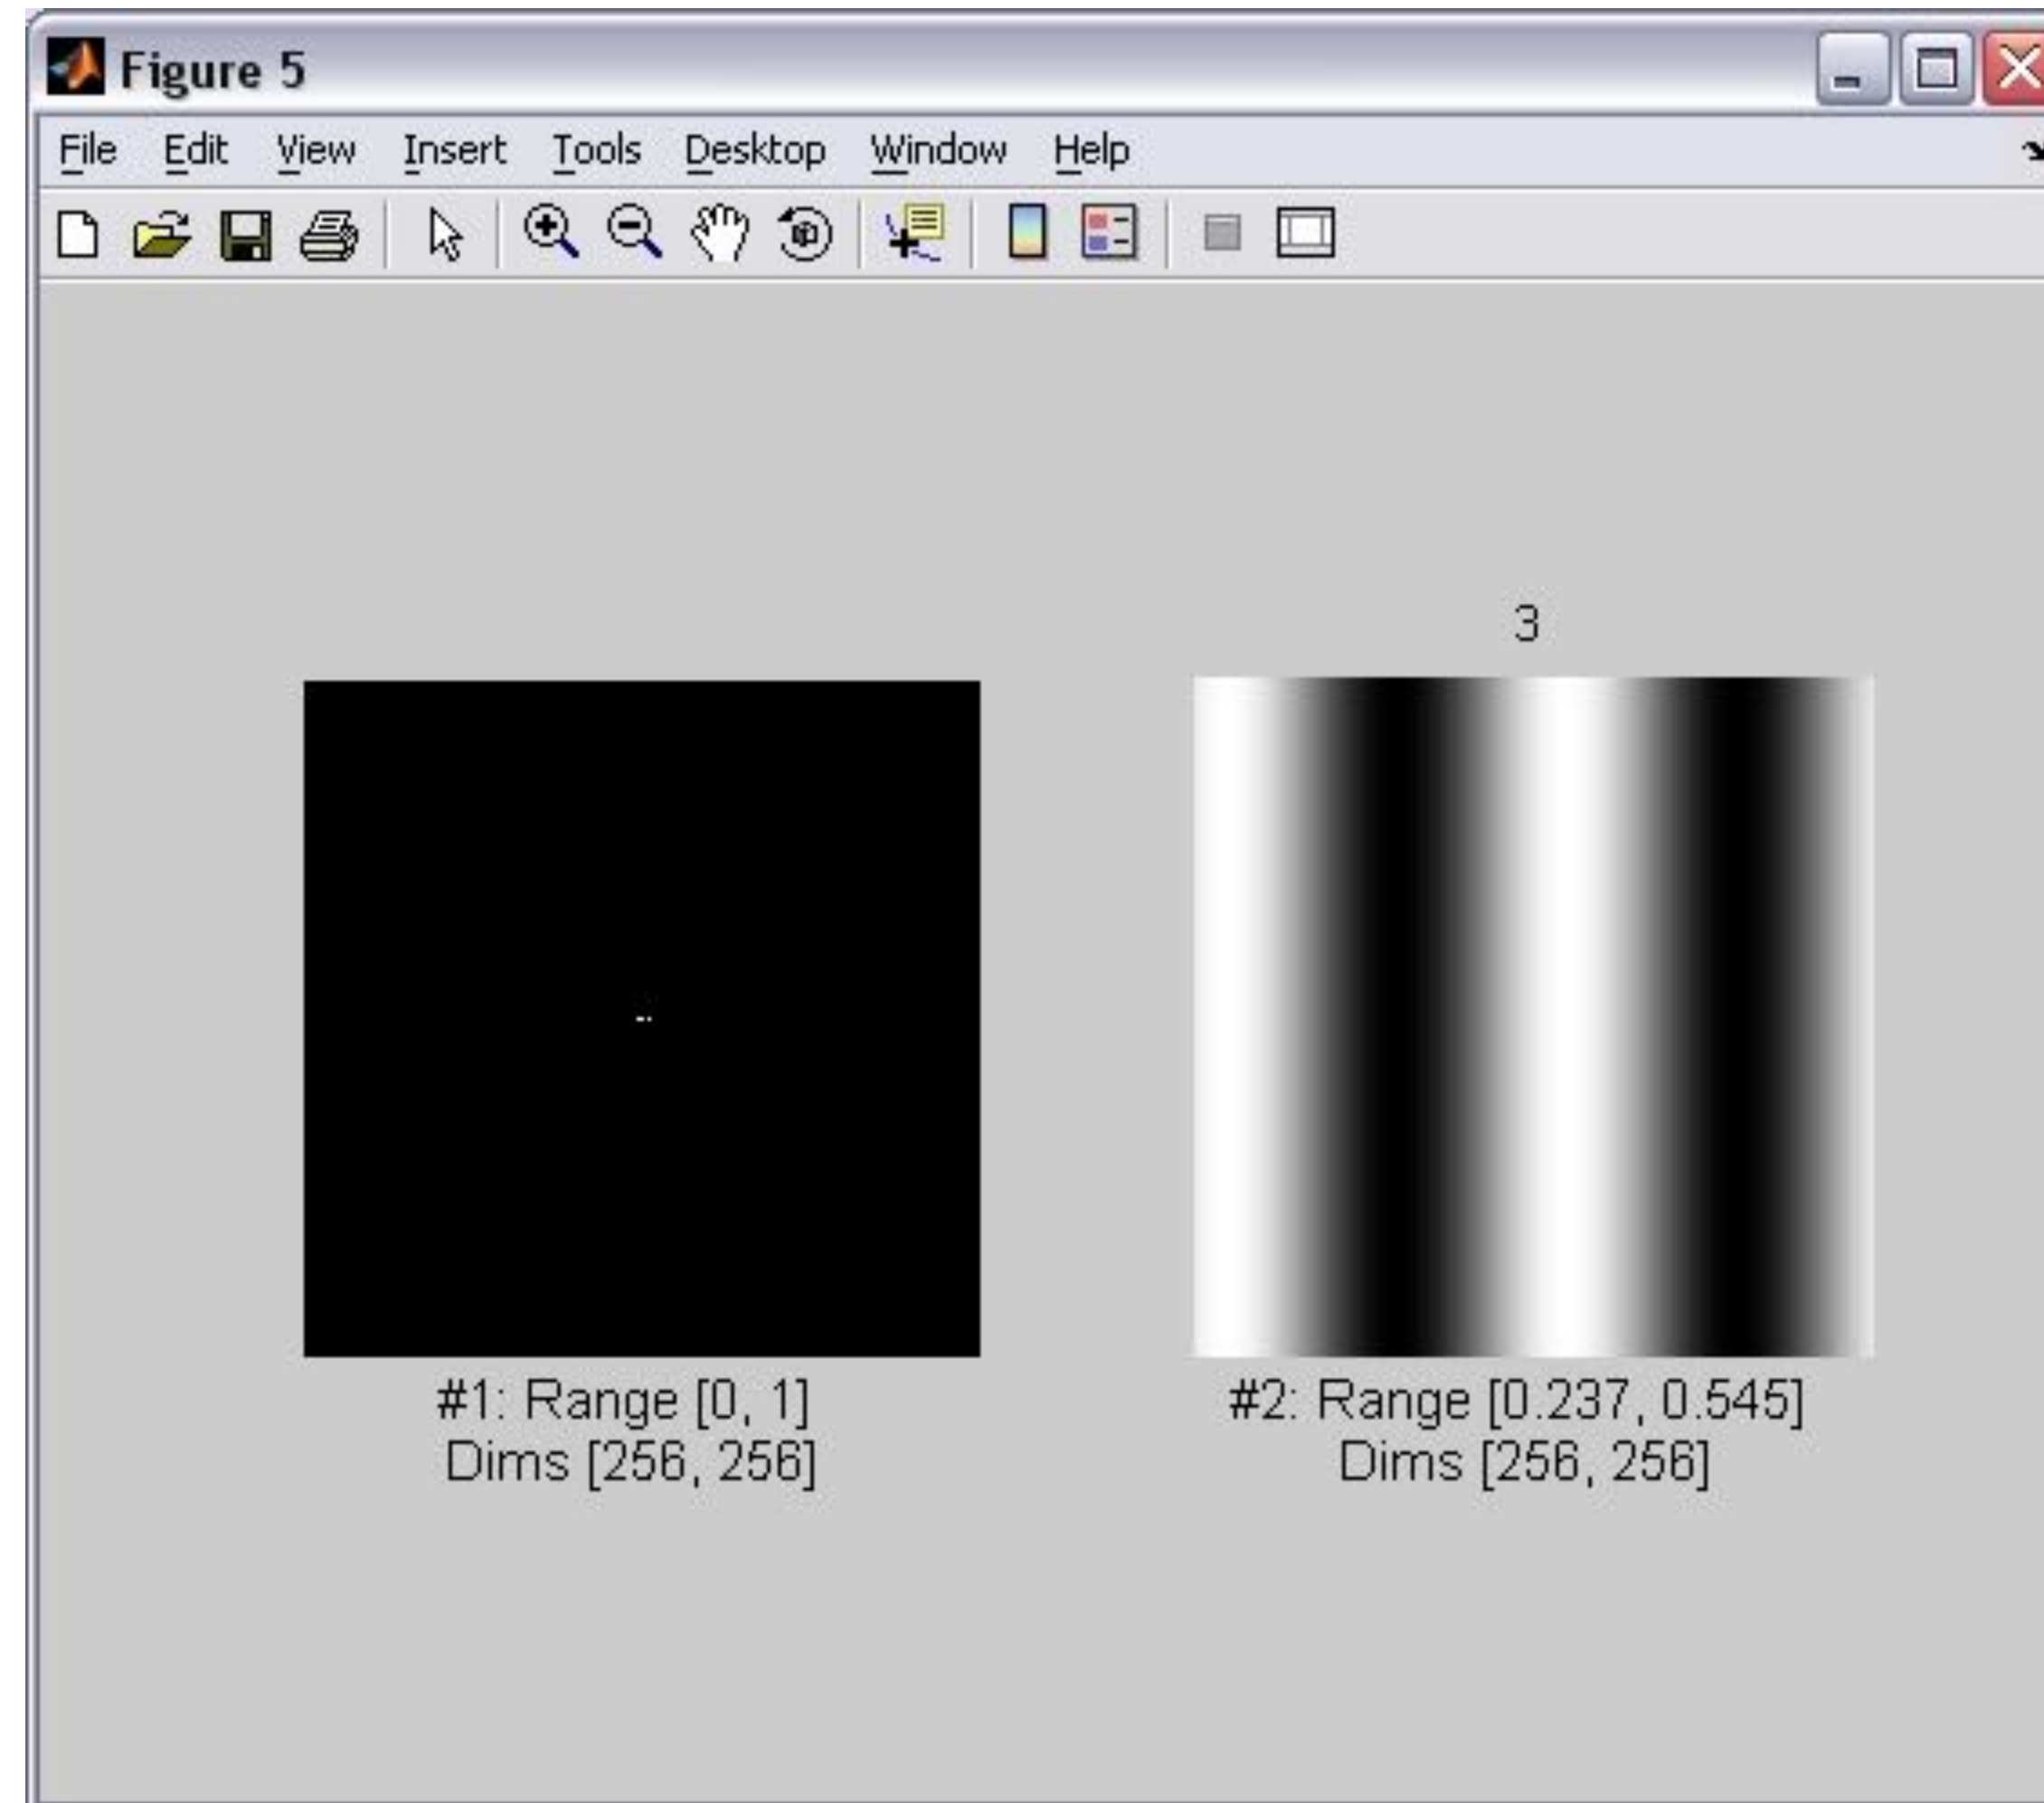 Figure 5
File Edit View Insert Tools Desktop Window Help
3
#1: Range [0, 1]
Dims [256, 256]
#2: Range [0.237, 0.545]
Dims [256, 256]